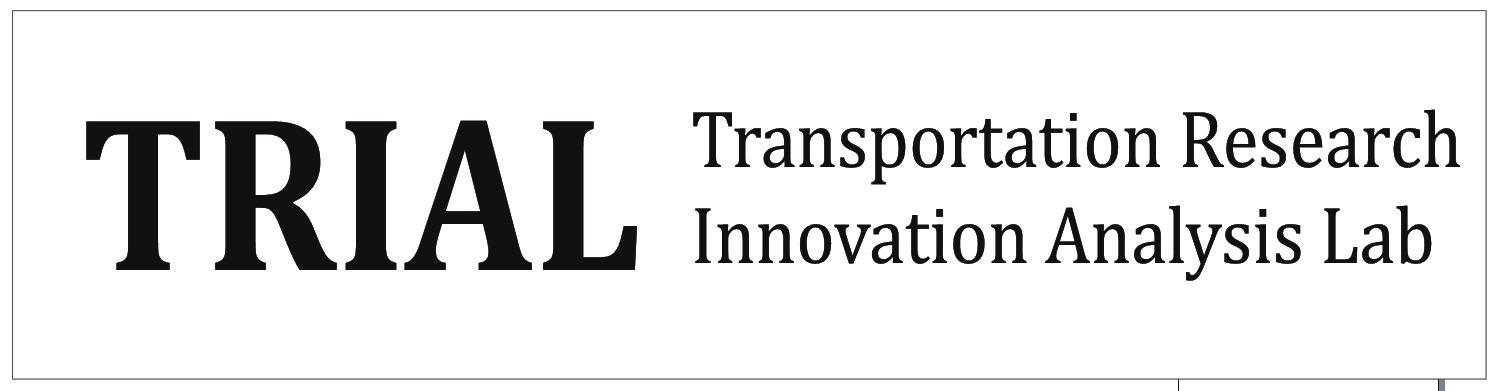 TRIAL
Transportation Research
Innovation Analysis Lab